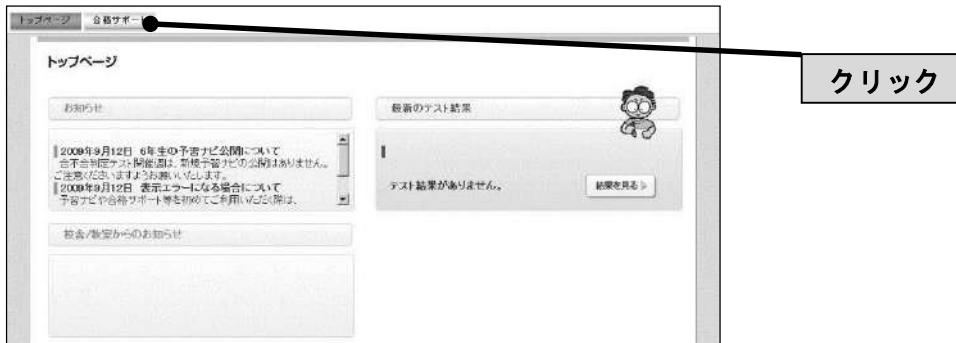 トップページ 合格サポート
クリック
トップページ
お知らせ
最新のテスト結果
2009年9月12日 6年生の予習ナビ公開について
合不合判定テスト開催週は、新規予習ナビの公開はありません。
ご注意くださいますようお願いいたします。
2009年9月12日 表示エラーになる場合について
予習ナビや合格サポート等を初めてご利用いただく際は、
テスト結果がありません。
結果を見る
校舎/教室からのお知らせ